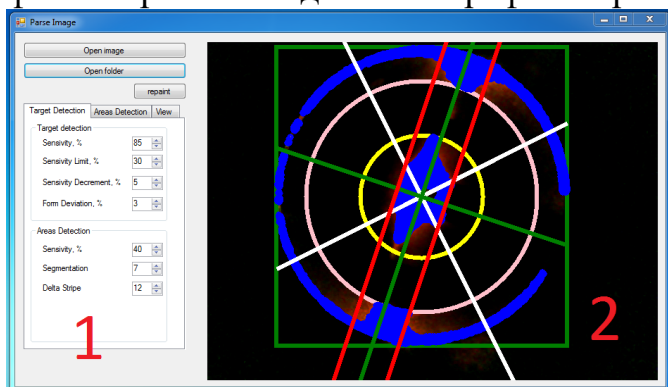 Parse Image
Open image
Open folder
repaint
Target Detection Areas Detection View
Target detection
Sensivity, % 85
Sensivity Limit, % 30
Sensivity Decrement, % 5
Form Deviation, % 3
Areas Detection
Sensivity, % 40
Segmentation 7
Delta Stripe 12
1
2